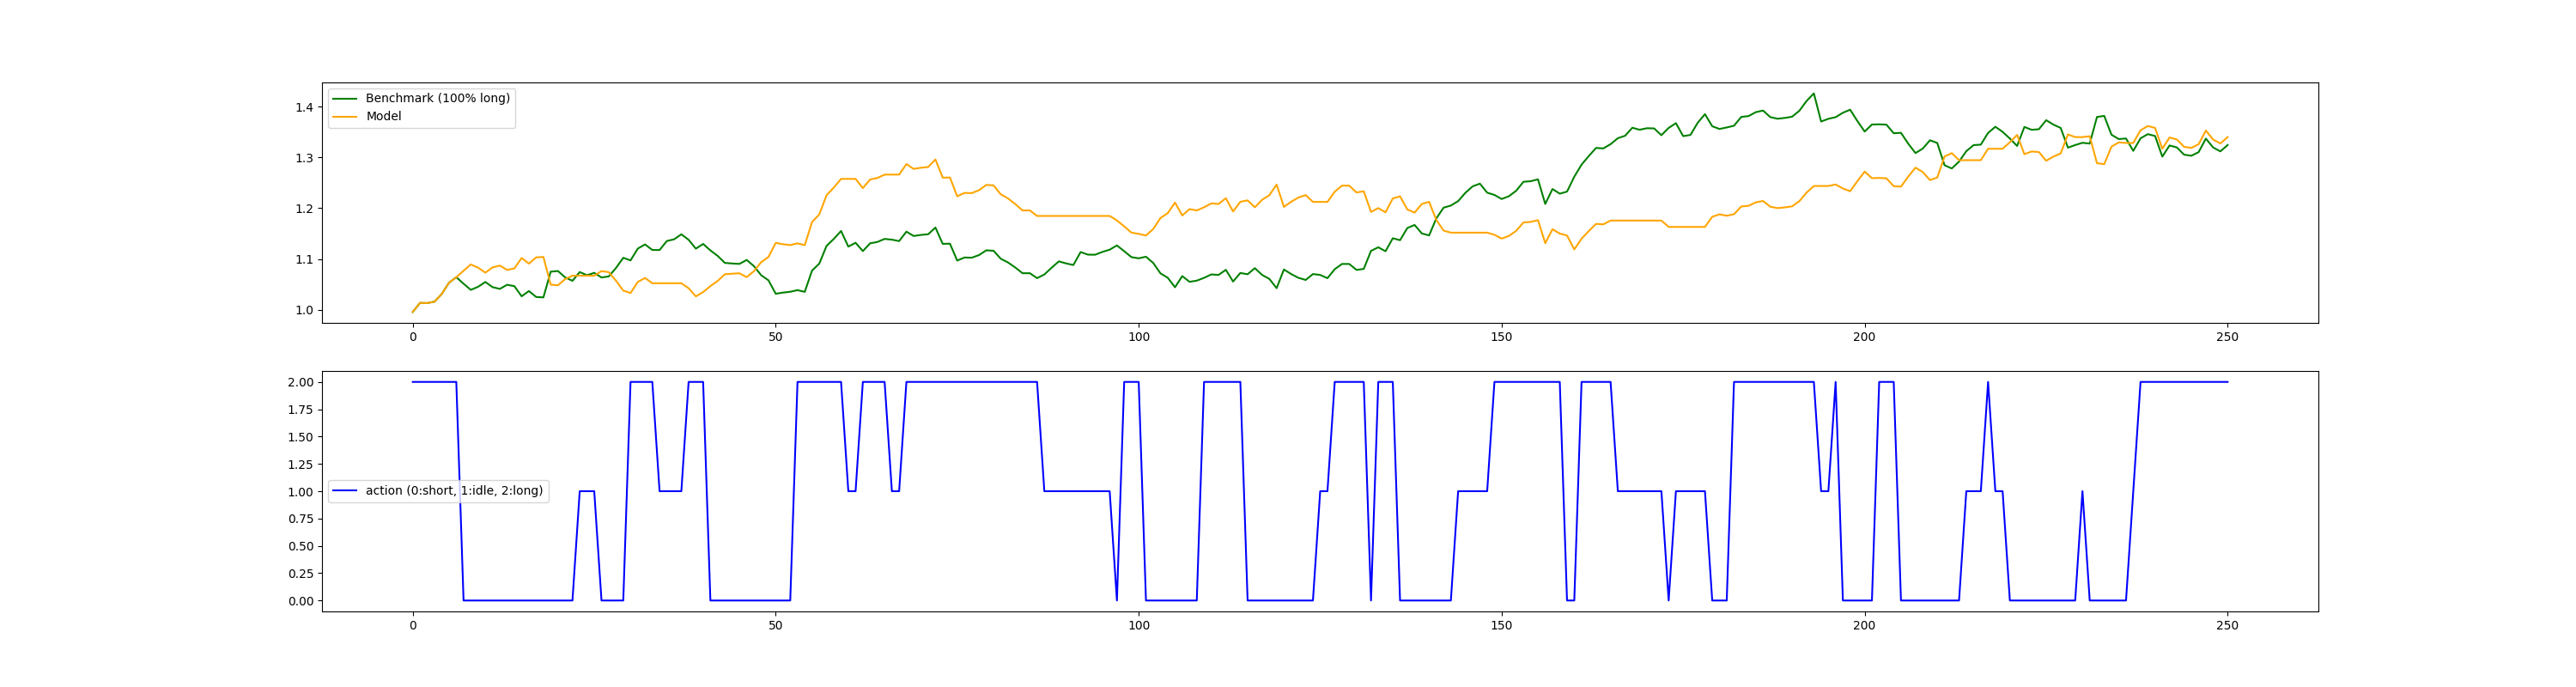 Benchmark (100% long)
Model
1.4
1.3
1.2
1.1
1.0
0 50 100 150 200 250
2.00
1.75
1.50
1.25
1.00
0.75
0.50
0.25
0.00
action (0:short, 1:idle, 2:long)
0 50 100 150 200 250